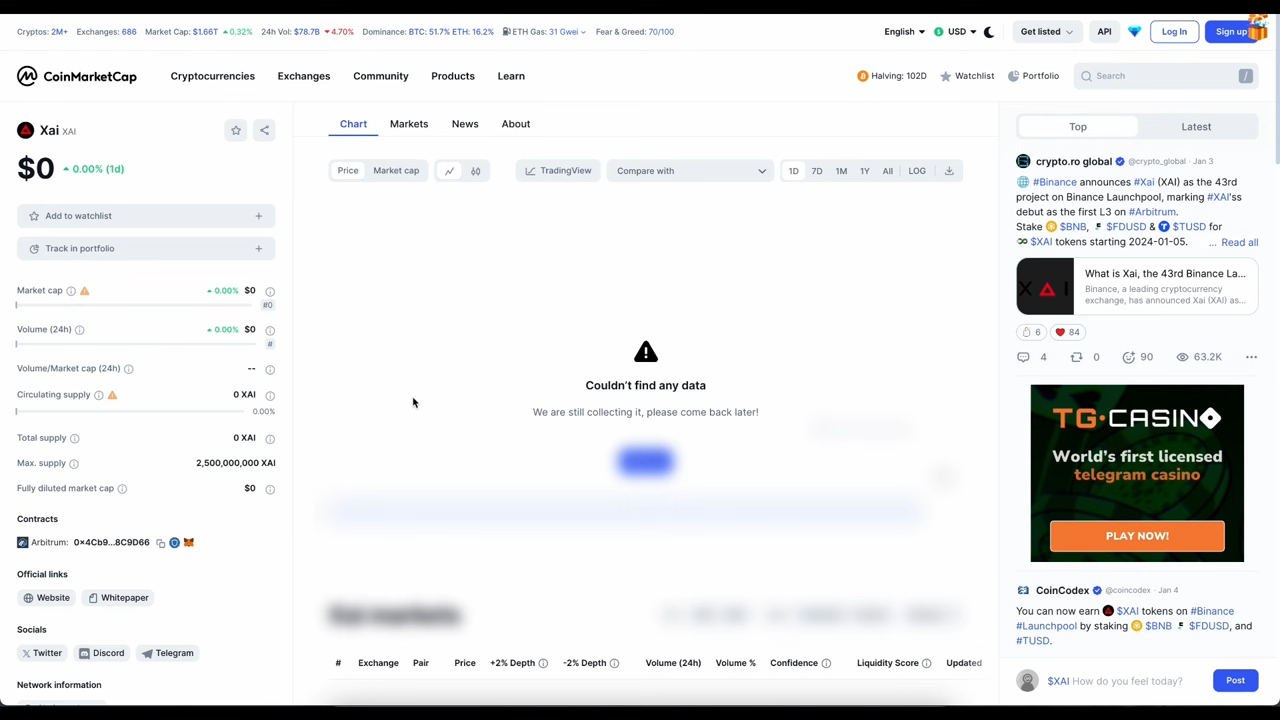 Cryptos: 2M+ Exchanges: 686 Market Cap: $1.66T 0.32% 24h Vol: $78.7B 4.70% Dominance: BTC: 51.7% ETH: 16.2% ETH Gas: 31 Gwei Fear & Greed: 70/100
English USD Get listed API Log In Sign up
CoinMarketCap Cryptocurrencies Exchanges Community Products Learn
Halving: 102D Watchlist Portfolio Search /
Xai XAI
$0 0.00% (1d)
Add to watchlist +
Track in portfolio +
Market cap 0.00% $0
#0
Volume (24h) 0.00% $0
#
Volume/Market cap (24h) --
Circulating supply 0 XAI
0.00%
Total supply 0 XAI
Max. supply 2,500,000,000 XAI
Fully diluted market cap $0
Contracts
Arbitrum: 0x4Cb9...8C9D66
Official links
Website Whitepaper
Socials
Twitter Discord Telegram
Network information
Chart Markets News About
Price Market cap TradingView Compare with 1D 7D 1M 1Y All LOG
Couldn't find any data
We are still collecting it, please come back later!
# Exchange Pair Price +2% Depth -2% Depth Volume (24h) Volume % Confidence Liquidity Score Updated
Top Latest
crypto.ro global @crypto_global · Jan 3
#Binance announces #Xai (XAI) as the 43rd
project on Binance Launchpool, marking #XAI'ss
debut as the first L3 on #Arbitrum.
Stake $BNB, $FDUSD & $TUSD for
$XAI tokens starting 2024-01-05. ... Read all
X I
What is Xai, the 43rd Binance La...
Binance, a leading cryptocurrency
exchange, has announced Xai (XAI) as...
6 84
4 0 90 63.2K
TG·CASINO
World's first licensed
telegram casino
PLAY NOW!
CoinCodex @coincodex · Jan 4
You can now earn $XAI tokens on #Binance
#Launchpool by staking $BNB $FDUSD, and
#TUSD.
$XAI How do you feel today? Post